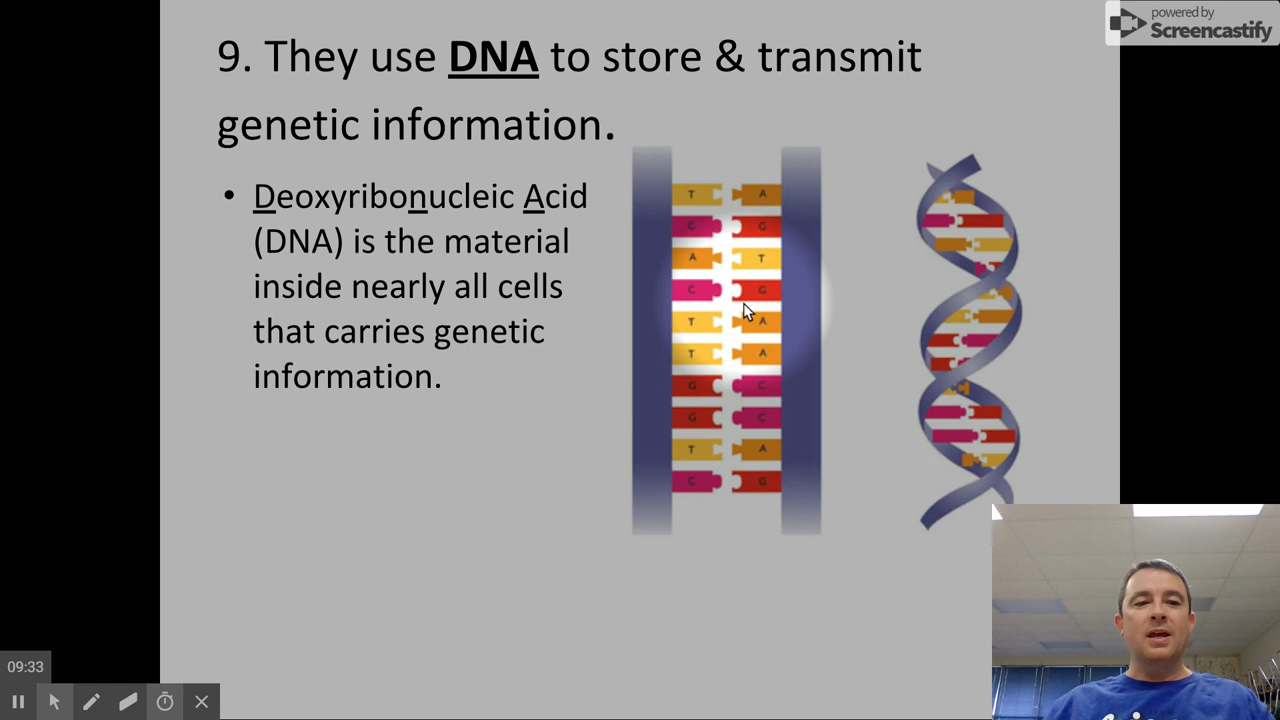 powered by
Screencastify
9. They use DNA to store & transmit
genetic information.
• Deoxyribonucleic Acid
(DNA) is the material
inside nearly all cells
that carries genetic
information.
T A
C G
A T
C G
T A
T A
G C
G C
T A
C G
09:33